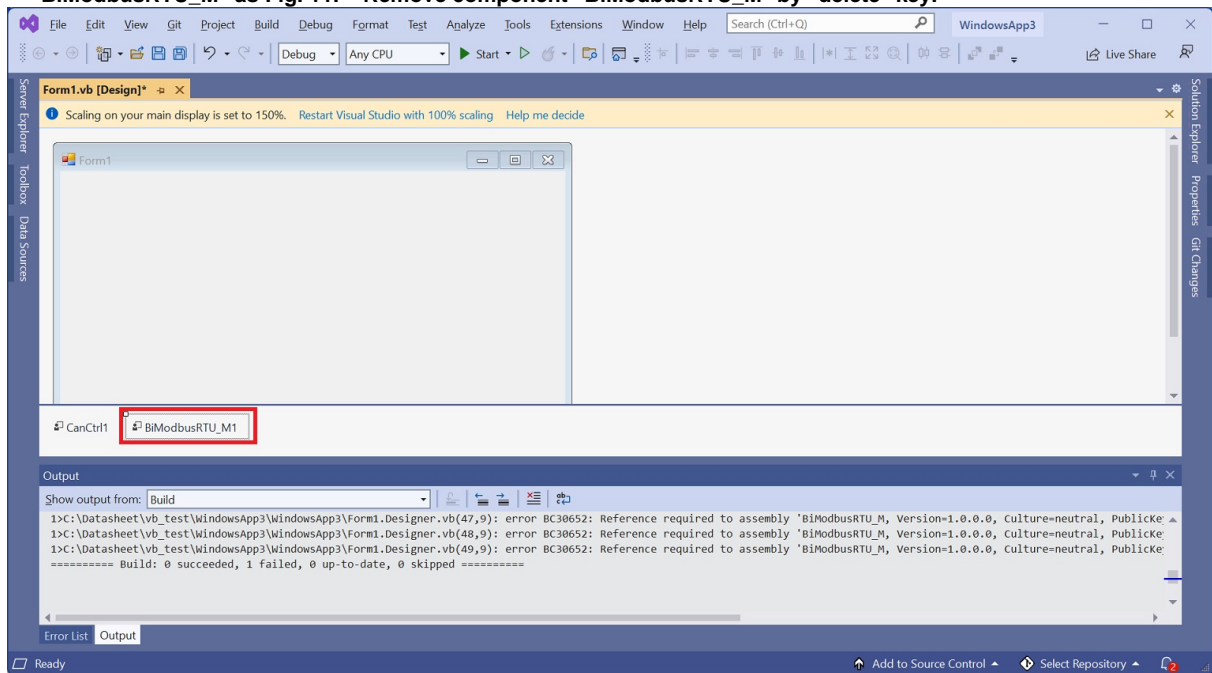 File Edit View Git Project Build Debug Format Test Analyze Tools Extensions Window Help Search (Ctrl+Q) WindowsApp3
Debug Any CPU Start Live Share
Form1.vb [Design]*
Scaling on your main display is set to 150%. Restart Visual Studio with 100% scaling Help me decide
Server Explorer
Toolbox
Data Sources
Form1
Solution Explorer
Properties
Git Changes
CanCtrl1 BiModbusRTU_M1
Output
Show output from: Build
1>C:\Datasheet\vb_test\WindowsApp3\WindowsApp3\Form1.Designer.vb(47,9): error BC30652: Reference required to assembly 'BiModbusRTU_M, Version=1.0.0.0, Culture=neutral, PublicKe
1>C:\Datasheet\vb_test\WindowsApp3\WindowsApp3\Form1.Designer.vb(48,9): error BC30652: Reference required to assembly 'BiModbusRTU_M, Version=1.0.0.0, Culture=neutral, PublicKe
1>C:\Datasheet\vb_test\WindowsApp3\WindowsApp3\Form1.Designer.vb(49,9): error BC30652: Reference required to assembly 'BiModbusRTU_M, Version=1.0.0.0, Culture=neutral, PublicKe
========== Build: 0 succeeded, 1 failed, 0 up-to-date, 0 skipped ==========
Error List Output
Ready Add to Source Control Select Repository 2